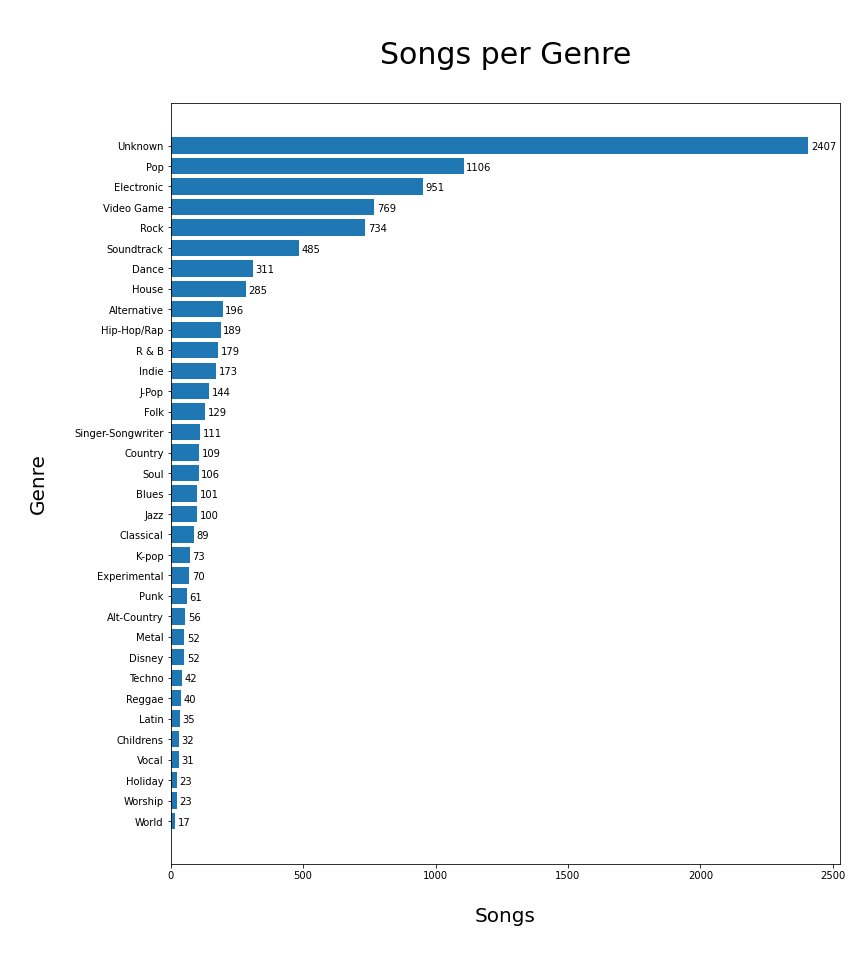 Songs per Genre
Genre
Unknown 2407
Pop 1106
Electronic 951
Video Game 769
Rock 734
Soundtrack 485
Dance 311
House 285
Alternative 196
Hip-Hop/Rap 189
R & B 179
Indie 173
J-Pop 144
Folk 129
Singer-Songwriter 111
Country 109
Soul 106
Blues 101
Jazz 100
Classical 89
K-pop 73
Experimental 70
Punk 61
Alt-Country 56
Metal 52
Disney 52
Techno 42
Reggae 40
Latin 35
Childrens 32
Vocal 31
Holiday 23
Worship 23
World 17
0 500 1000 1500 2000 2500
Songs